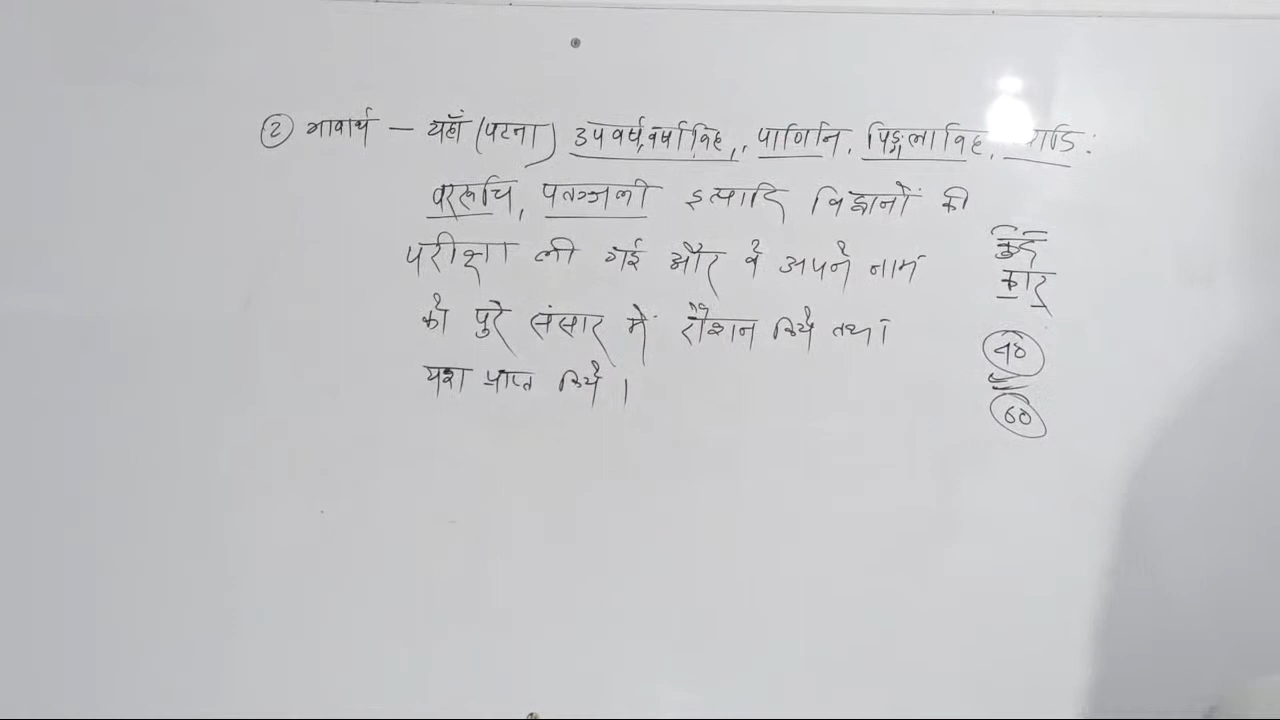 ② भावार्थ – यहाँ (पटना) उपवर्ष, वर्षाविह, पाणिनि, पिङ्गलाविह,
वररूचि, पतञ्जली इत्यादि विद्वानों की
परीक्षा ली गई और वे अपने नाम
को पुरे संसार में रौशन किये तथा
यश प्राप्त किये ।
कार्
40
60